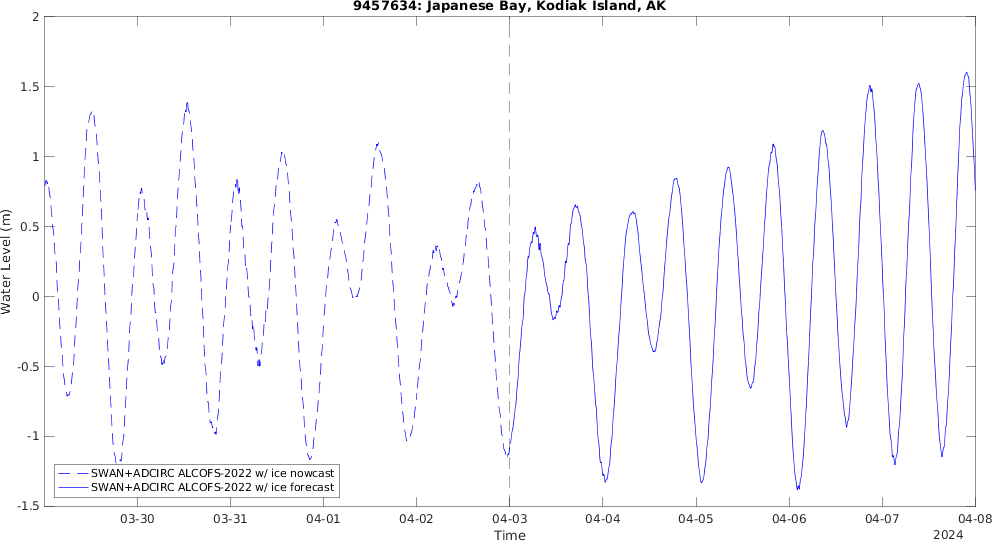 9457634: Japanese Bay, Kodiak Island, AK
2
1.5
1
0.5
0
-0.5
-1
-1.5
Water Level (m)
SWAN+ADCIRC ALCOFS-2022 w/ ice nowcast
SWAN+ADCIRC ALCOFS-2022 w/ ice forecast
03-30 03-31 04-01 04-02 04-03 04-04 04-05 04-06 04-07 04-08
Time
2024